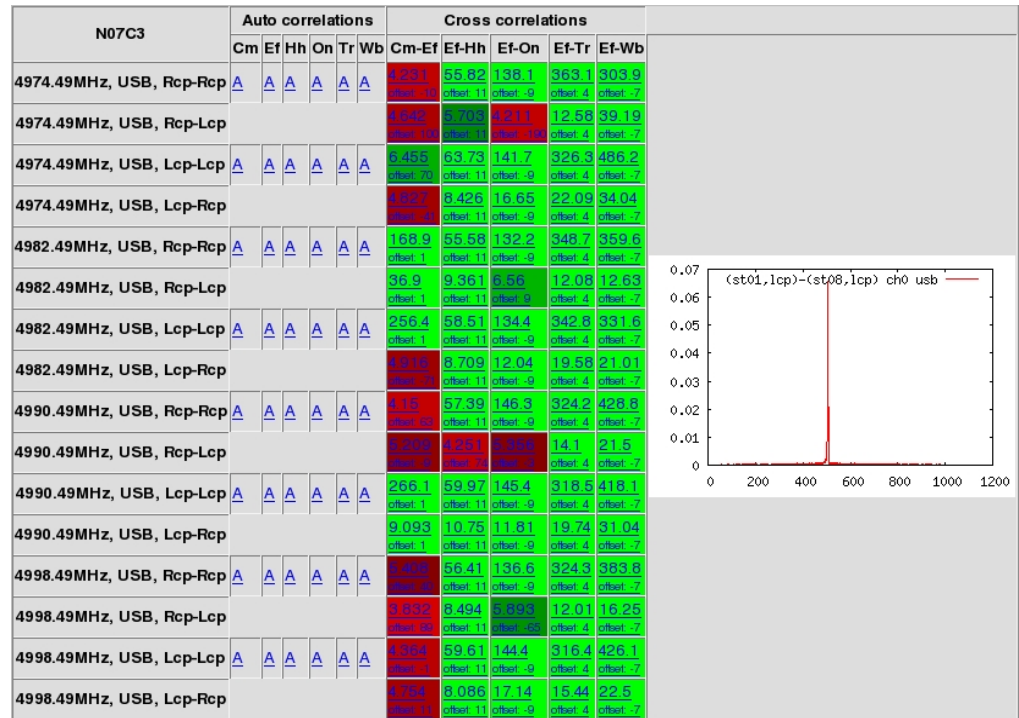 N07C3 Auto correlations Cross correlations
Cm Ef Hh On Tr Wb Cm-Ef Ef-Hh Ef-On Ef-Tr Ef-Wb
4974.49MHz, USB, Rcp-Rcp A A A A A A 4.231 55.82 138.1 363.1 303.9
offset: -10 offset: 11 offset: -9 offset: 4 offset: -7
4974.49MHz, USB, Rcp-Lcp 4.642 5.703 4.211 12.58 39.19
offset: 11 offset: 4 offset: -7
4974.49MHz, USB, Lcp-Lcp A A A A A A 6.455 63.73 141.7 326.3 486.2
offset: 70 offset: 11 offset: -9 offset: 4 offset: -7
4974.49MHz, USB, Lcp-Rcp 4.827 8.426 16.65 22.09 34.04
offset: 11 offset: -9 offset: 4 offset: -7
4982.49MHz, USB, Rcp-Rcp A A A A A A 168.9 55.58 132.2 348.7 359.6
offset: 1 offset: 11 offset: -9 offset: 4 offset: -7
4982.49MHz, USB, Rcp-Lcp 36.9 9.361 6.56 12.08 12.63
offset: 1 offset: 11 offset: 9 offset: 4 offset: -7
4982.49MHz, USB, Lcp-Lcp A A A A A A 256.4 58.51 134.4 342.8 331.6
offset: 1 offset: 11 offset: -9 offset: 4 offset: -7
4982.49MHz, USB, Lcp-Rcp 4.916 8.709 12.04 19.58 21.01
offset: 11 offset: -9 offset: 4 offset: -7
4990.49MHz, USB, Rcp-Rcp A A A A A A 4.15 57.39 146.3 324.2 428.8
offset: 63 offset: 11 offset: -9 offset: 4 offset: -7
4990.49MHz, USB, Rcp-Lcp 5.209 4.251 14.1 21.5
offset: 74 offset: 4 offset: -7
4990.49MHz, USB, Lcp-Lcp A A A A A A 266.1 59.97 145.4 318.5 418.1
offset: 1 offset: 11 offset: -9 offset: 4 offset: -7
4990.49MHz, USB, Lcp-Rcp 9.093 10.75 11.81 19.74 31.04
offset: 1 offset: 11 offset: -9 offset: 4 offset: -7
4998.49MHz, USB, Rcp-Rcp A A A A A A 56.41 136.6 324.3 383.8
offset: 11 offset: -9 offset: 4 offset: -7
4998.49MHz, USB, Rcp-Lcp 3.832 8.494 5.893 12.01 16.25
offset: 89 offset: 11 offset: -65 offset: 4 offset: -7
4998.49MHz, USB, Lcp-Lcp A A A A A A 4.364 59.61 144.4 316.4 426.1
offset: -1 offset: 11 offset: -9 offset: 4 offset: -7
4998.49MHz, USB, Lcp-Rcp 4.754 8.086 17.14 15.44 22.5
offset: 11 offset: 11 offset: -9 offset: 4 offset: -7
(st01,lcp)-(st08,lcp) ch0 usb
0.07
0.06
0.05
0.04
0.03
0.02
0.01
0
0 200 400 600 800 1000 1200